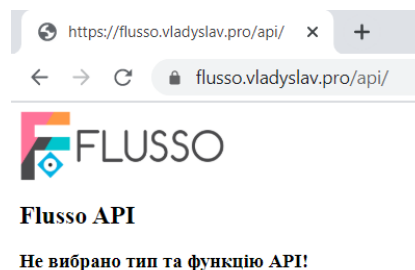 https://flusso.vladyslav.pro/api/
flusso.vladyslav.pro/api/
FLUSSO
Flusso API
Не вибрано тип та функцію API!